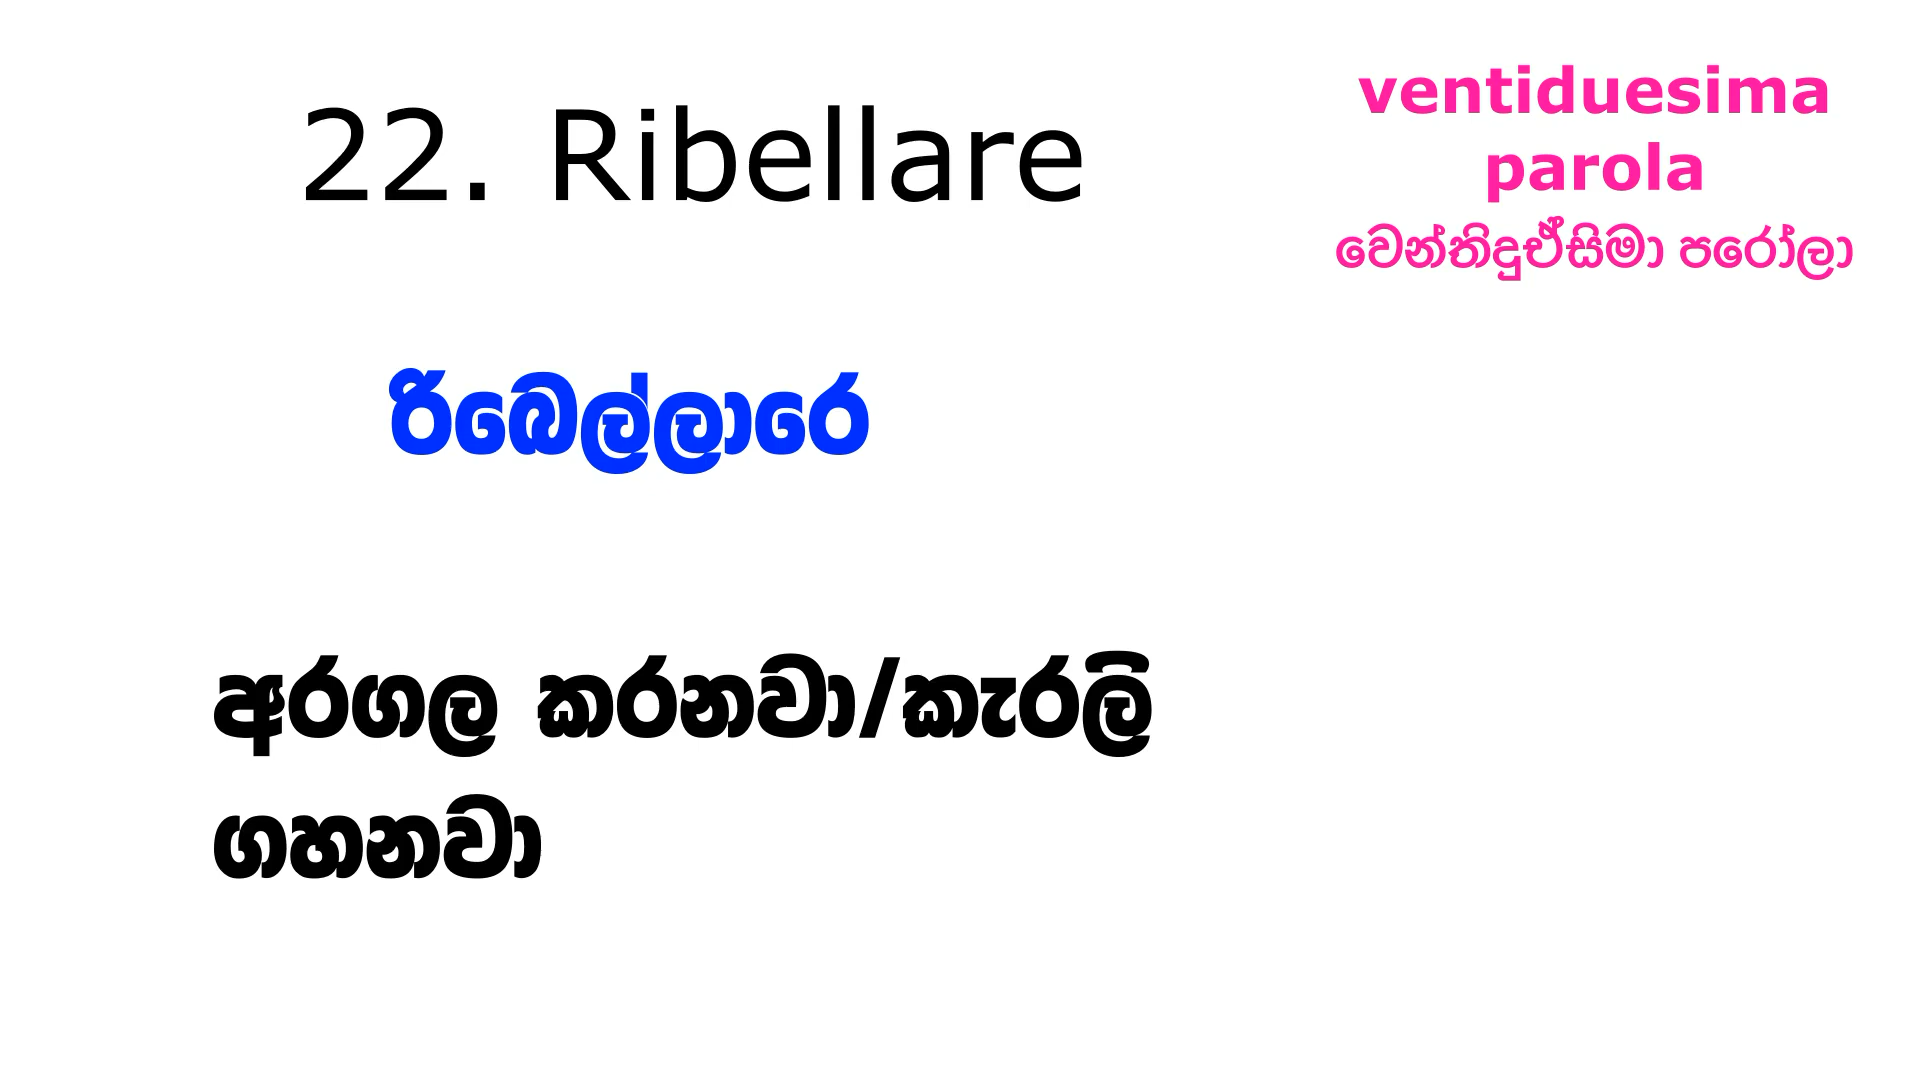 22. Ribellare
ventiduesima
parola
වෙන්තිදුඒසිමා පරෝලා
රිබෙල්ලාරෙ
අරගල කරනවා/කැරලි
ගහනවා